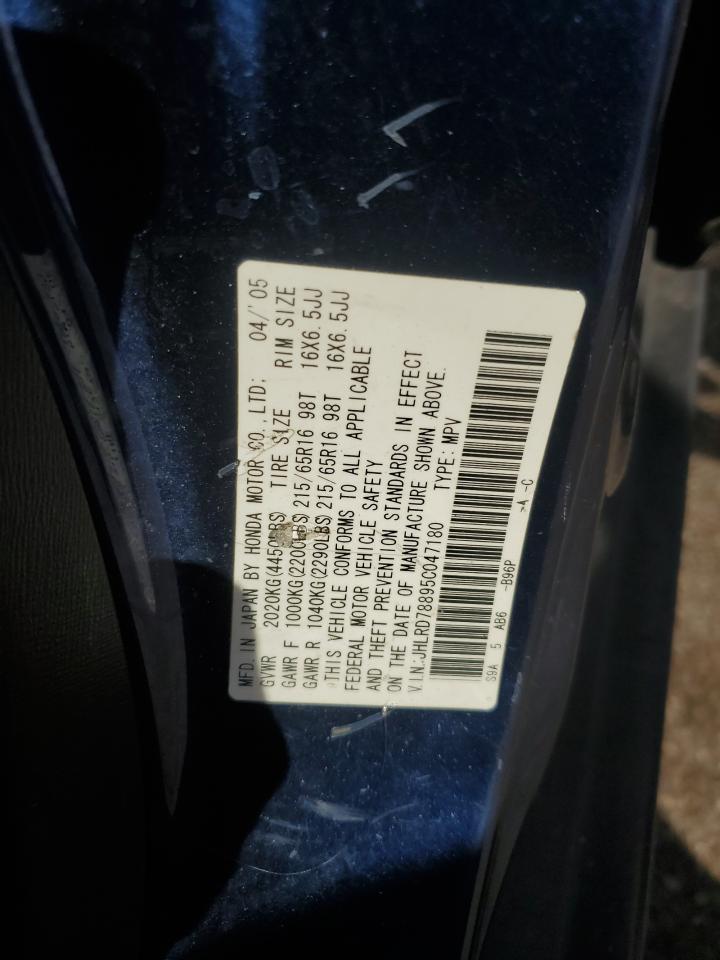 MFD. IN JAPAN BY HONDA MOTOR CO., LTD: 04/'05
GVWR 2020KG(4450LBS) TIRE SIZE RIM SIZE
GAWR F 1000KG(2200LBS) 215/65R16 98T 16X6.5JJ
GAWR R 1040KG(2290LBS) 215/65R16 98T 16X6.5JJ
THIS VEHICLE CONFORMS TO ALL APPLICABLE
FEDERAL MOTOR VEHICLE SAFETY
AND THEFT PREVENTION STANDARDS IN EFFECT
ON THE DATE OF MANUFACTURE SHOWN ABOVE.
V.I.N.:JHLRD78895C047180 TYPE: MPV
S9A 5 AB6 -B96P >A -C